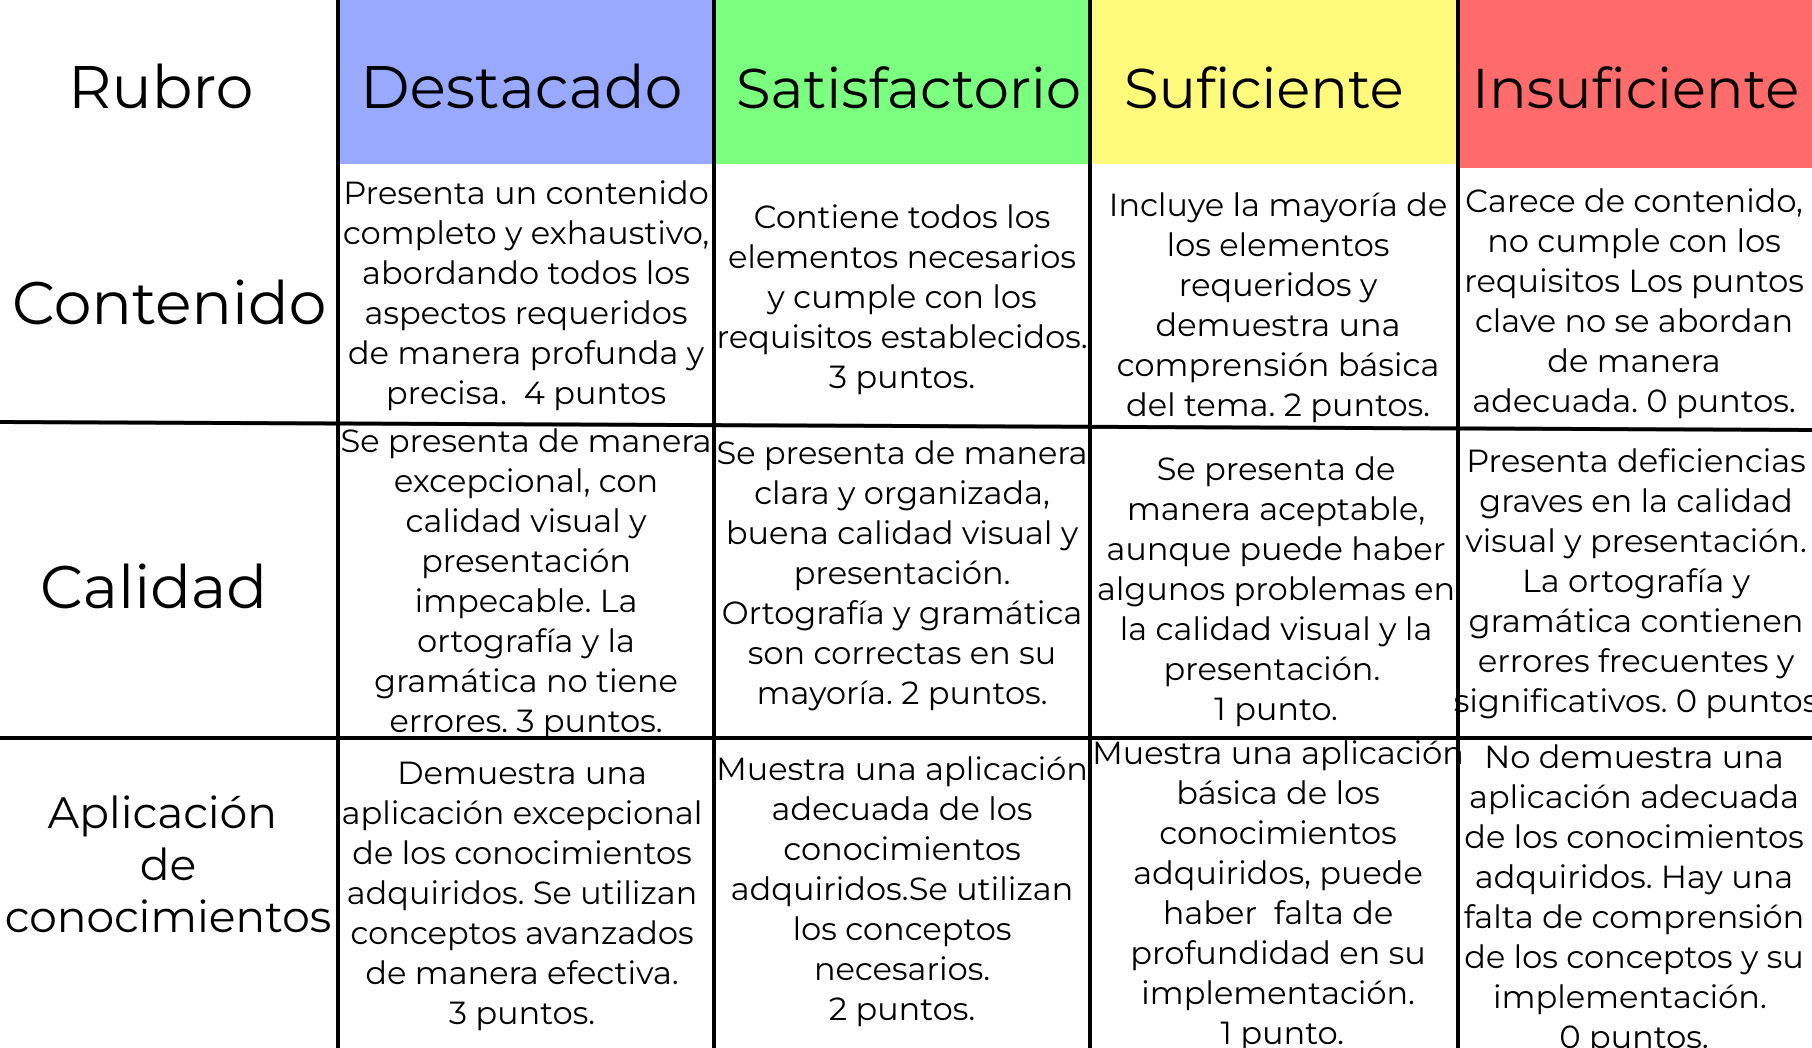 Rubro
Destacado
Satisfactorio
Suficiente
Insuficiente
Contenido
Presenta un contenido
completo y exhaustivo,
abordando todos los
aspectos requeridos
de manera profunda y
precisa.  4 puntos
Contiene todos los
elementos necesarios
y cumple con los
requisitos establecidos.
3 puntos.
Incluye la mayoría de
los elementos
requeridos y
demuestra una
comprensión básica
del tema. 2 puntos.
Carece de contenido,
no cumple con los
requisitos Los puntos
clave no se abordan
de manera
adecuada. 0 puntos.
Calidad
Se presenta de manera
excepcional, con
calidad visual y
presentación
impecable. La
ortografía y la
gramática no tiene
errores. 3 puntos.
Se presenta de manera
clara y organizada,
buena calidad visual y
presentación.
Ortografía y gramática
son correctas en su
mayoría. 2 puntos.
Se presenta de
manera aceptable,
aunque puede haber
algunos problemas en
la calidad visual y la
presentación.
1 punto.
Presenta deficiencias
graves en la calidad
visual y presentación.
La ortografía y
gramática contienen
errores frecuentes y
significativos. 0 puntos
Aplicación
de
conocimientos
Demuestra una
aplicación excepcional
de los conocimientos
adquiridos. Se utilizan
conceptos avanzados
de manera efectiva.
3 puntos.
Muestra una aplicación
adecuada de los
conocimientos
adquiridos.Se utilizan
los conceptos
necesarios.
2 puntos.
Muestra una aplicación
básica de los
conocimientos
adquiridos, puede
haber  falta de
profundidad en su
implementación.
1 punto.
No demuestra una
aplicación adecuada
de los conocimientos
adquiridos. Hay una
falta de comprensión
de los conceptos y su
implementación.
0 puntos.